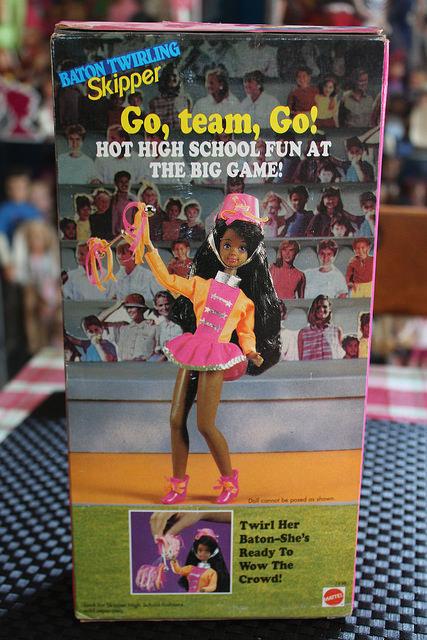 BATON TWIRLING
Skipper
Go, team, Go!
HOT HIGH SCHOOL FUN AT
THE BIG GAME!
Doll cannot be posed as shown.
Twirl Her
Baton-She's
Ready To
Wow The
Crowd!
MATTEL